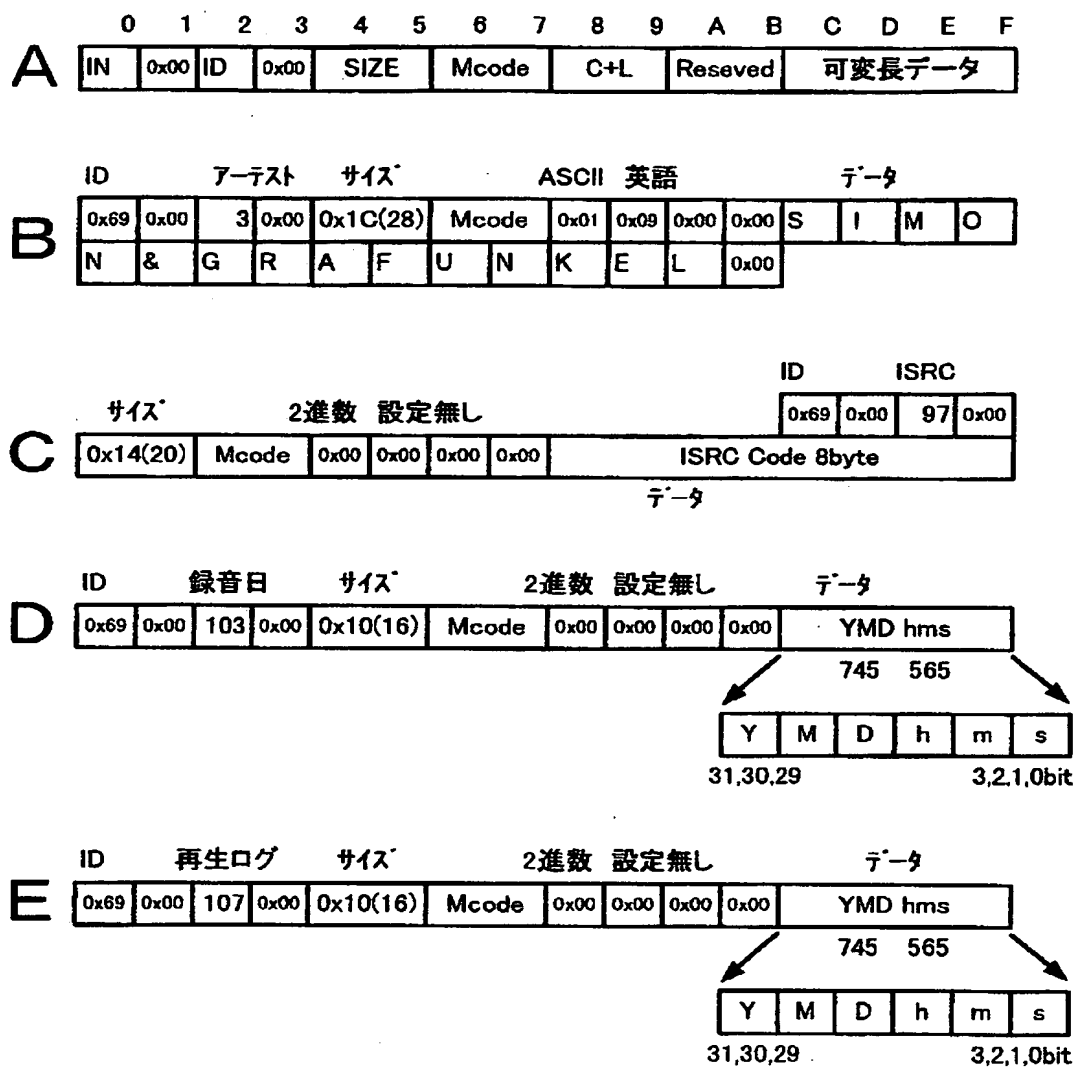 0 1 2 3 4 5 6 7 8 9 A B C D E F
A IN 0x00 ID 0x00 SIZE Mcode C+L Reseved 可変長データ
ID アーテスト サイズ ASCII 英語 データ
B 0x69 0x00 3 0x00 0x1C(28) Mcode 0x01 0x09 0x00 0x00 S I M O
N & G R A F U N K E L 0x00
ID ISRC
0x69 0x00 97 0x00
サイズ 2進数 設定無し
C 0x14(20) Mcode 0x00 0x00 0x00 0x00 ISRC Code 8byte
データ
ID 録音日 サイズ 2進数 設定無し データ
D 0x69 0x00 103 0x00 0x10(16) Mcode 0x00 0x00 0x00 0x00 YMD hms
745 565
Y M D h m s
31,30,29 3,2,1,0bit
ID 再生ログ サイズ 2進数 設定無し データ
E 0x69 0x00 107 0x00 0x10(16) Mcode 0x00 0x00 0x00 0x00 YMD hms
745 565
Y M D h m s
31,30,29 3,2,1,0bit